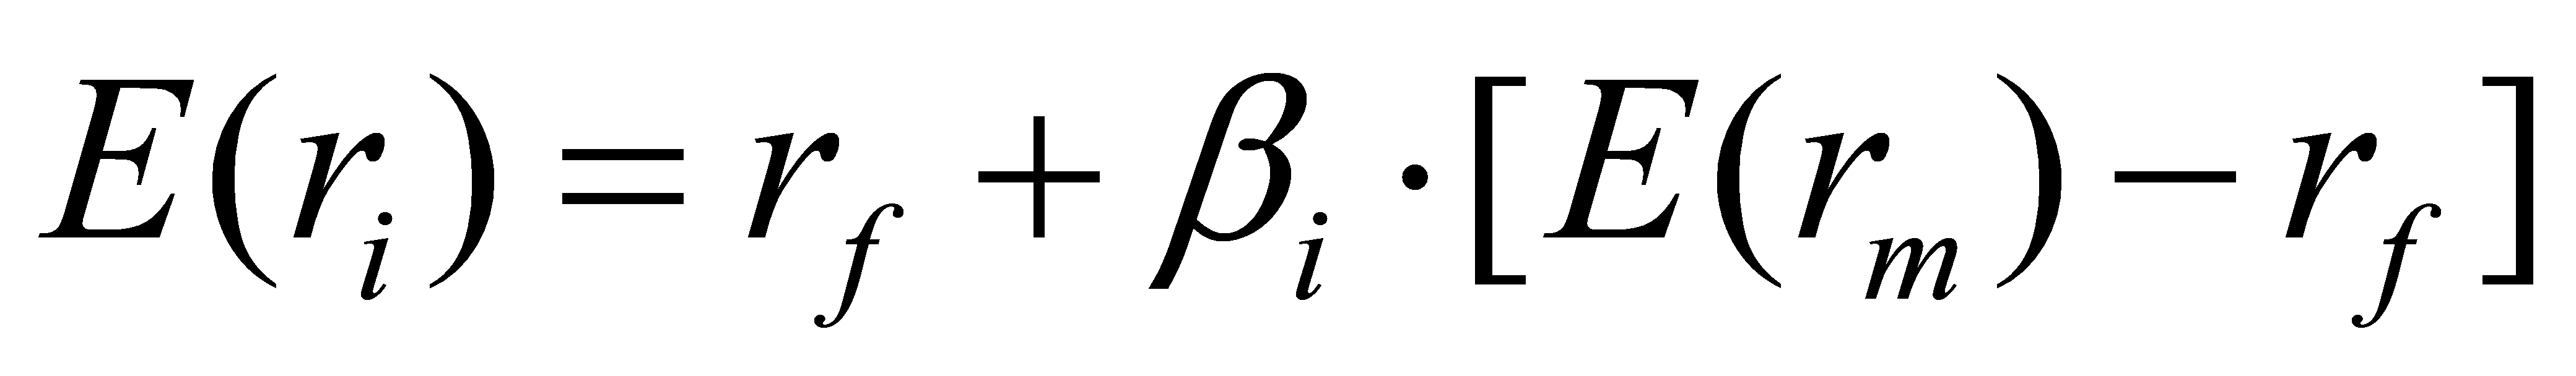 E(r_i) = r_f + β_i · [E(r_m) − r_f]